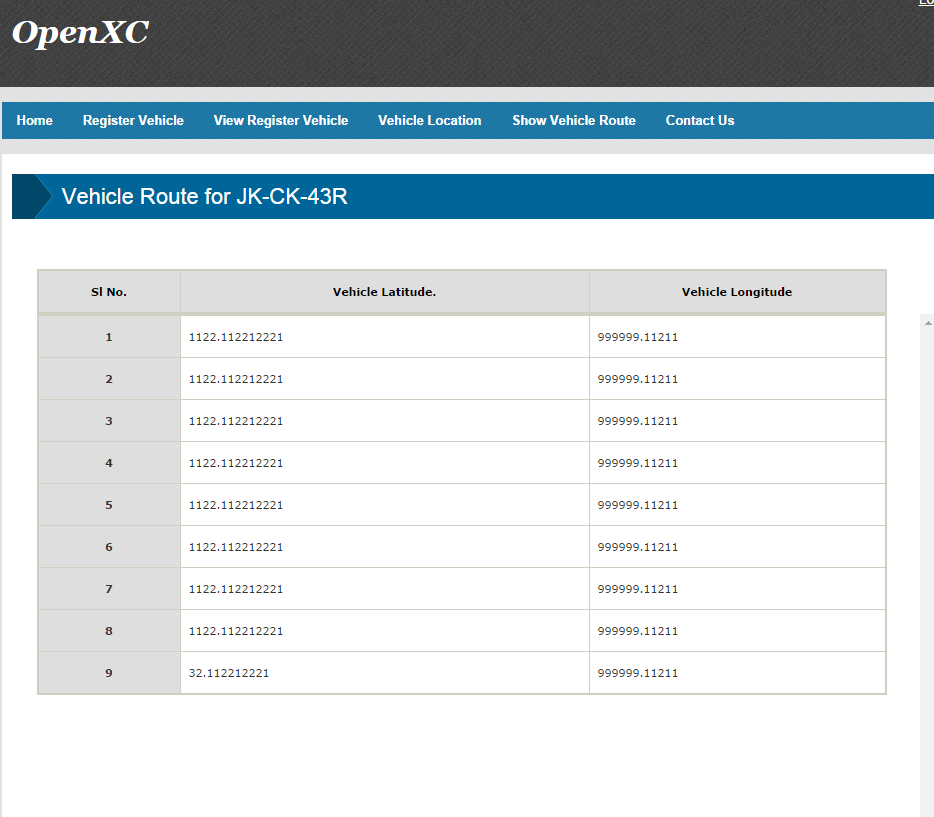 OpenXC
Home Register Vehicle View Register Vehicle Vehicle Location Show Vehicle Route Contact Us
Vehicle Route for JK-CK-43R
Sl No. Vehicle Latitude. Vehicle Longitude
1 1122.112212221 999999.11211
2 1122.112212221 999999.11211
3 1122.112212221 999999.11211
4 1122.112212221 999999.11211
5 1122.112212221 999999.11211
6 1122.112212221 999999.11211
7 1122.112212221 999999.11211
8 1122.112212221 999999.11211
9 32.112212221 999999.11211